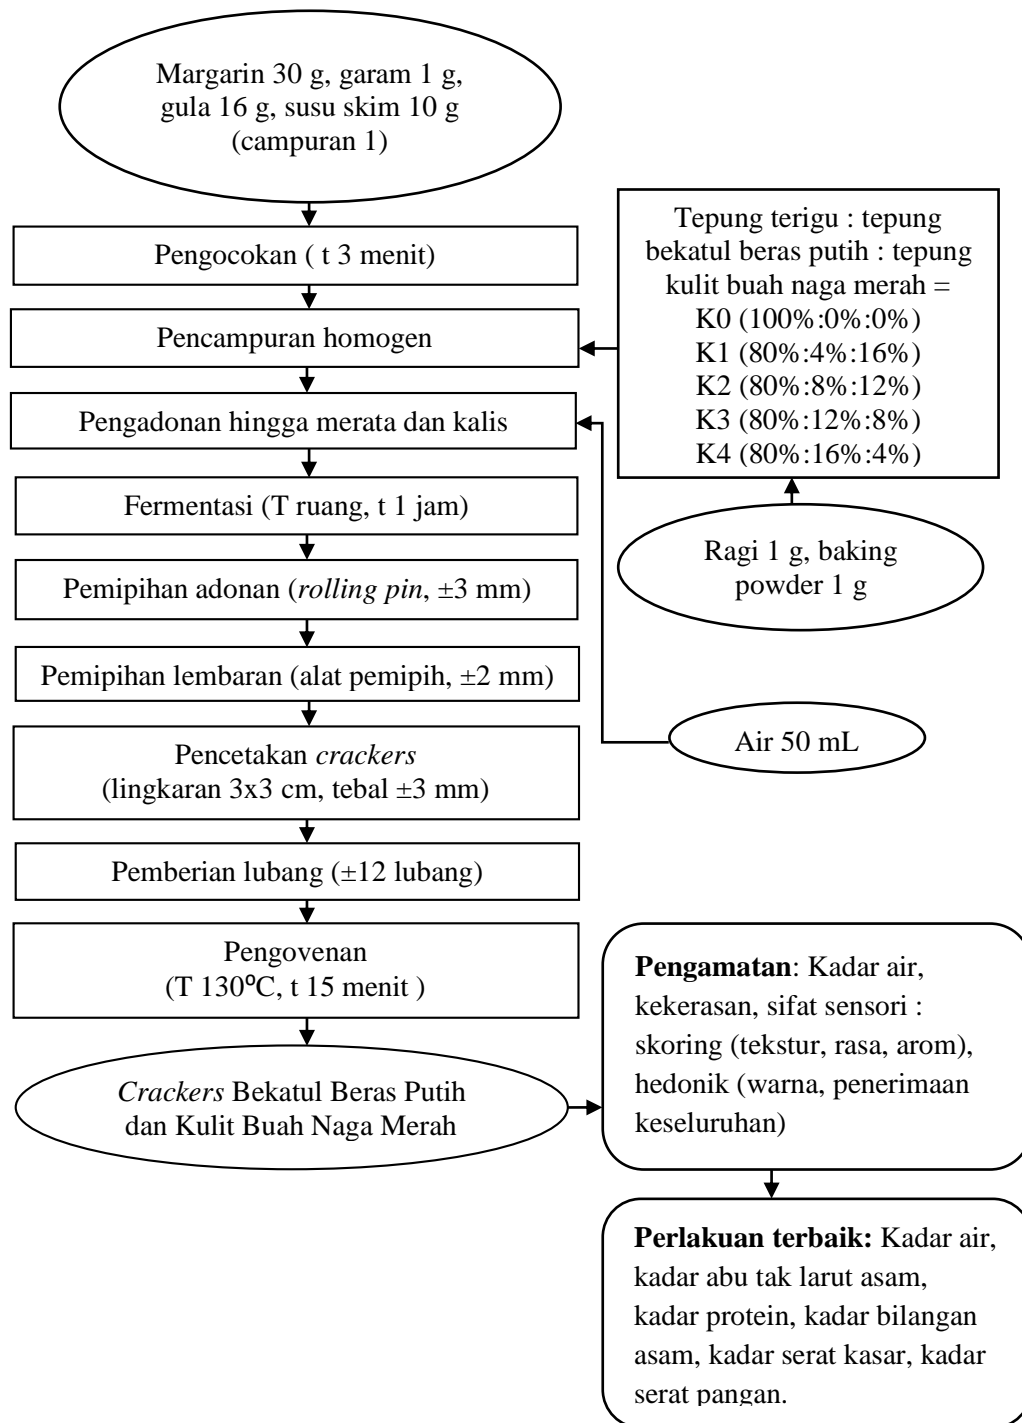 Margarin 30 g, garam 1 g,
gula 16 g, susu skim 10 g
(campuran 1)
Pengocokan ( t 3 menit)
Pencampuran homogen
Tepung terigu : tepung
bekatul beras putih : tepung
kulit buah naga merah =
K0 (100%:0%:0%)
K1 (80%:4%:16%)
K2 (80%:8%:12%)
K3 (80%:12%:8%)
K4 (80%:16%:4%)
Ragi 1 g, baking
powder 1 g
Pengadonan hingga merata dan kalis
Air 50 mL
Fermentasi (T ruang, t 1 jam)
Pemipihan adonan (rolling pin, ±3 mm)
Pemipihan lembaran (alat pemipih, ±2 mm)
Pencetakan crackers
(lingkaran 3x3 cm, tebal ±3 mm)
Pemberian lubang (±12 lubang)
Pengovenan
(T 130⁰C, t 15 menit )
Crackers Bekatul Beras Putih
dan Kulit Buah Naga Merah
Pengamatan: Kadar air,
kekerasan, sifat sensori :
skoring (tekstur, rasa, arom),
hedonik (warna, penerimaan
keseluruhan)
Perlakuan terbaik: Kadar air,
kadar abu tak larut asam,
kadar protein, kadar bilangan
asam, kadar serat kasar, kadar
serat pangan.